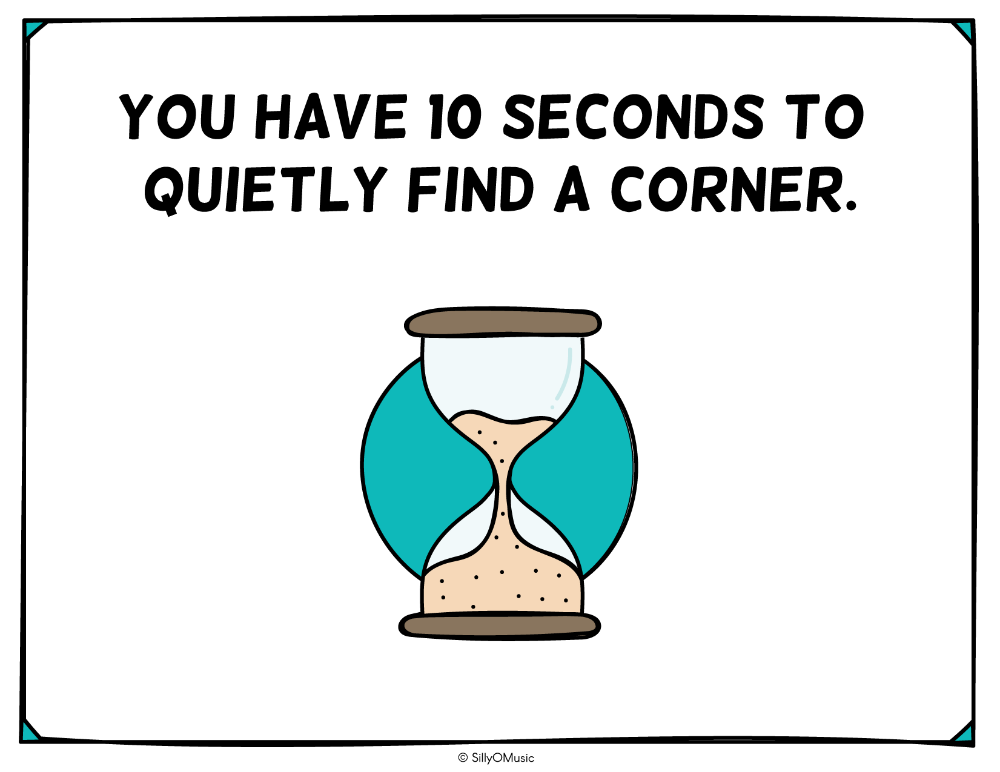 YOU HAVE 10 SECONDS TO
QUIETLY FIND A CORNER.
© SillyOMusic